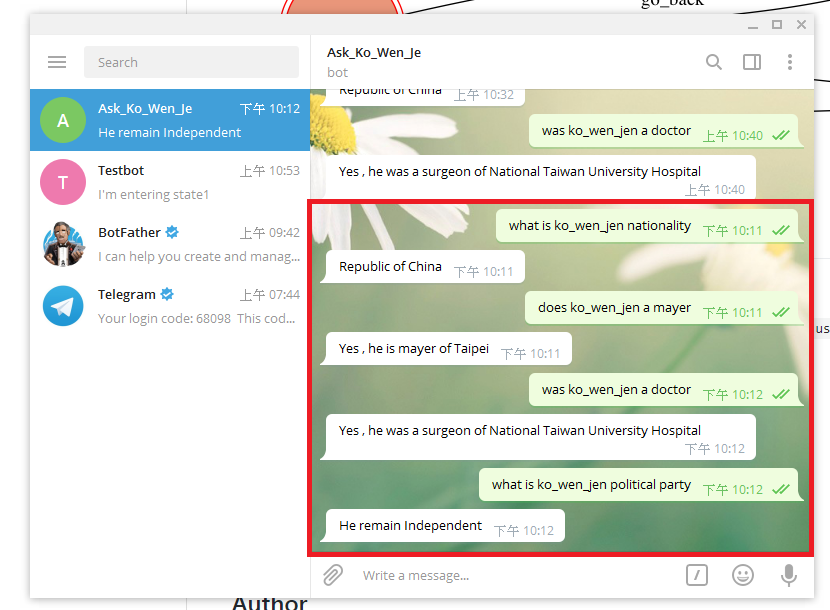 go_back
Search
Ask_Ko_Wen_Je 下午 10:12
He remain Independent
Testbot 上午 10:53
I'm entering state1
BotFather 上午 09:42
I can help you create and manag...
Telegram 上午 07:44
Your login code: 68098 This cod...
Ask_Ko_Wen_Je
bot
Republic of China 上午 10:32
was ko_wen_jen a doctor 上午 10:40
Yes , he was a surgeon of National Taiwan University Hospital
上午 10:40
what is ko_wen_jen nationality 下午 10:11
Republic of China 下午 10:11
does ko_wen_jen a mayer 下午 10:11
Yes , he is mayer of Taipei 下午 10:11
was ko_wen_jen a doctor 下午 10:12
Yes , he was a surgeon of National Taiwan University Hospital
下午 10:12
what is ko_wen_jen political party 下午 10:12
He remain Independent 下午 10:12
Write a message...
A
T
us
Author